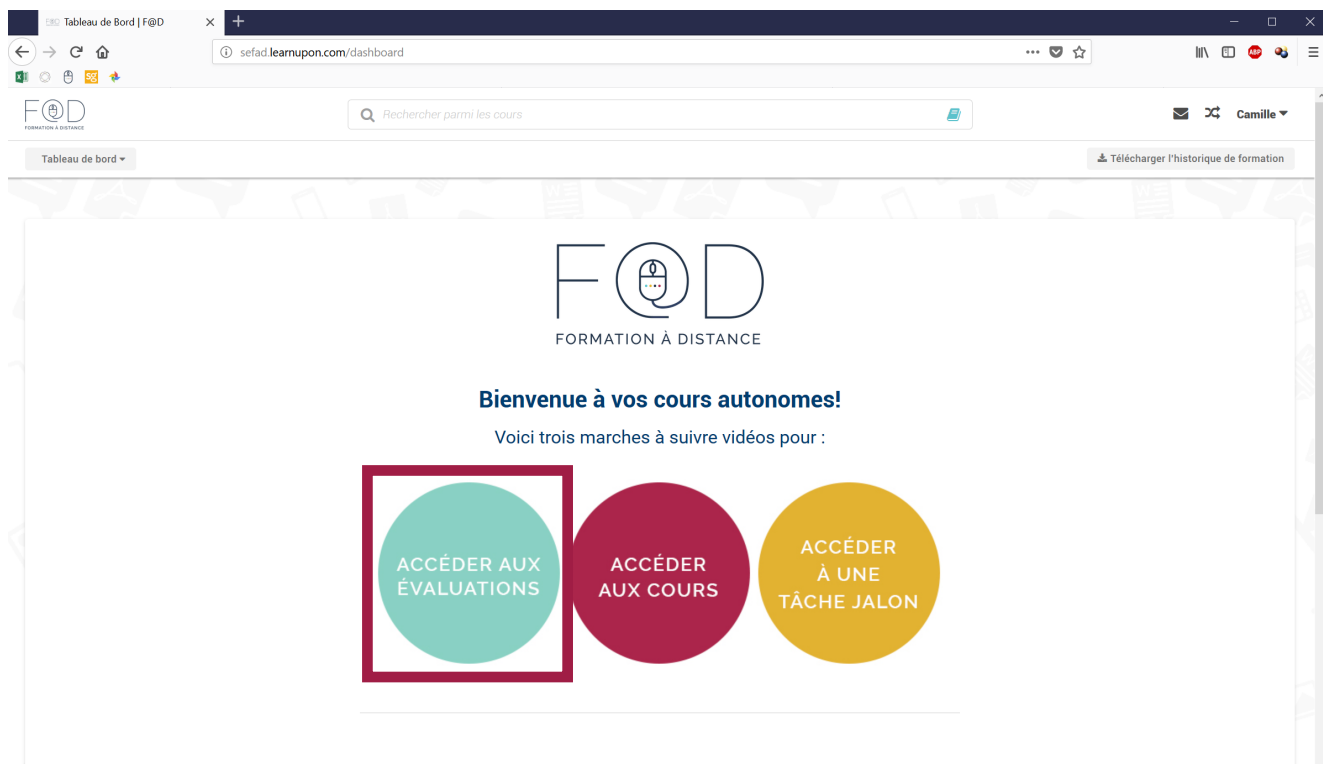 Tableau de Bord | F@D
sefad.learnupon.com/dashboard
ABP
sg
F@D
FORMATION À DISTANCE
Rechercher parmi les cours
Camille
Tableau de bord
Télécharger l'historique de formation
F@D
FORMATION À DISTANCE
Bienvenue à vos cours autonomes!
Voici trois marches à suivre vidéos pour :
ACCÉDER AUX
ÉVALUATIONS
ACCÉDER
AUX COURS
ACCÉDER
À UNE
TÂCHE JALON